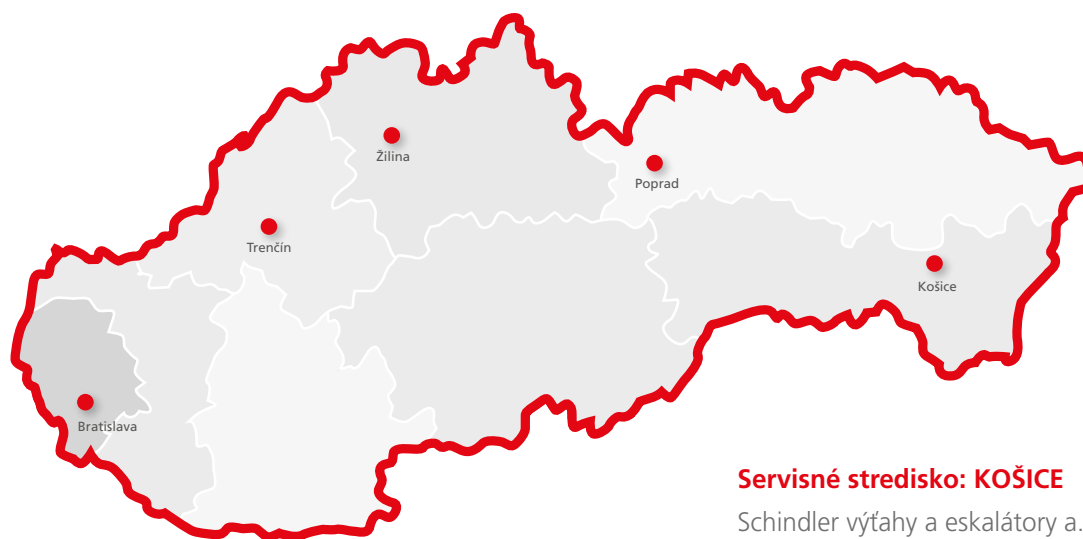 Žilina
Poprad
Trenčín
Košice
Bratislava
Servisné stredisko: KOŠICE
Schindler výťahy a eskalátory a.